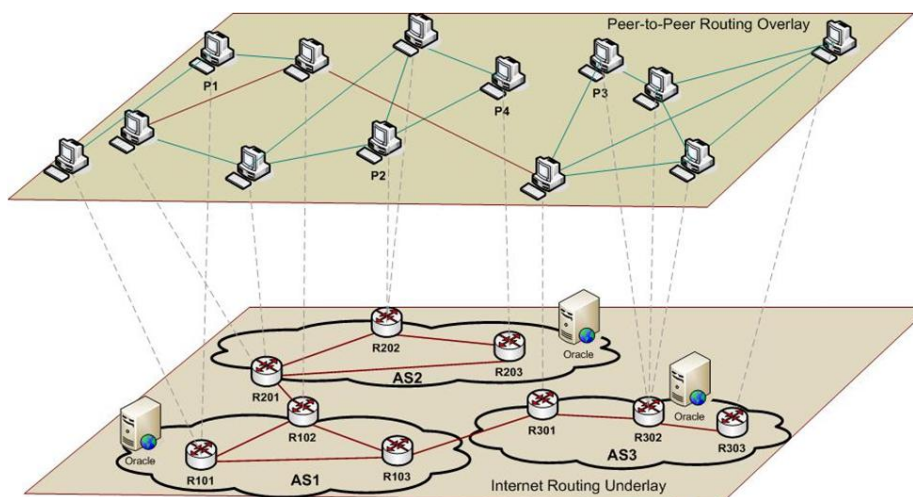 Peer-to-Peer Routing Overlay
P1
P3
P4
P2
R202
R203
Oracle
R201
AS2
Oracle
R102
R301
R302
R303
Oracle
R101
AS1
R103
AS3
Internet Routing Underlay